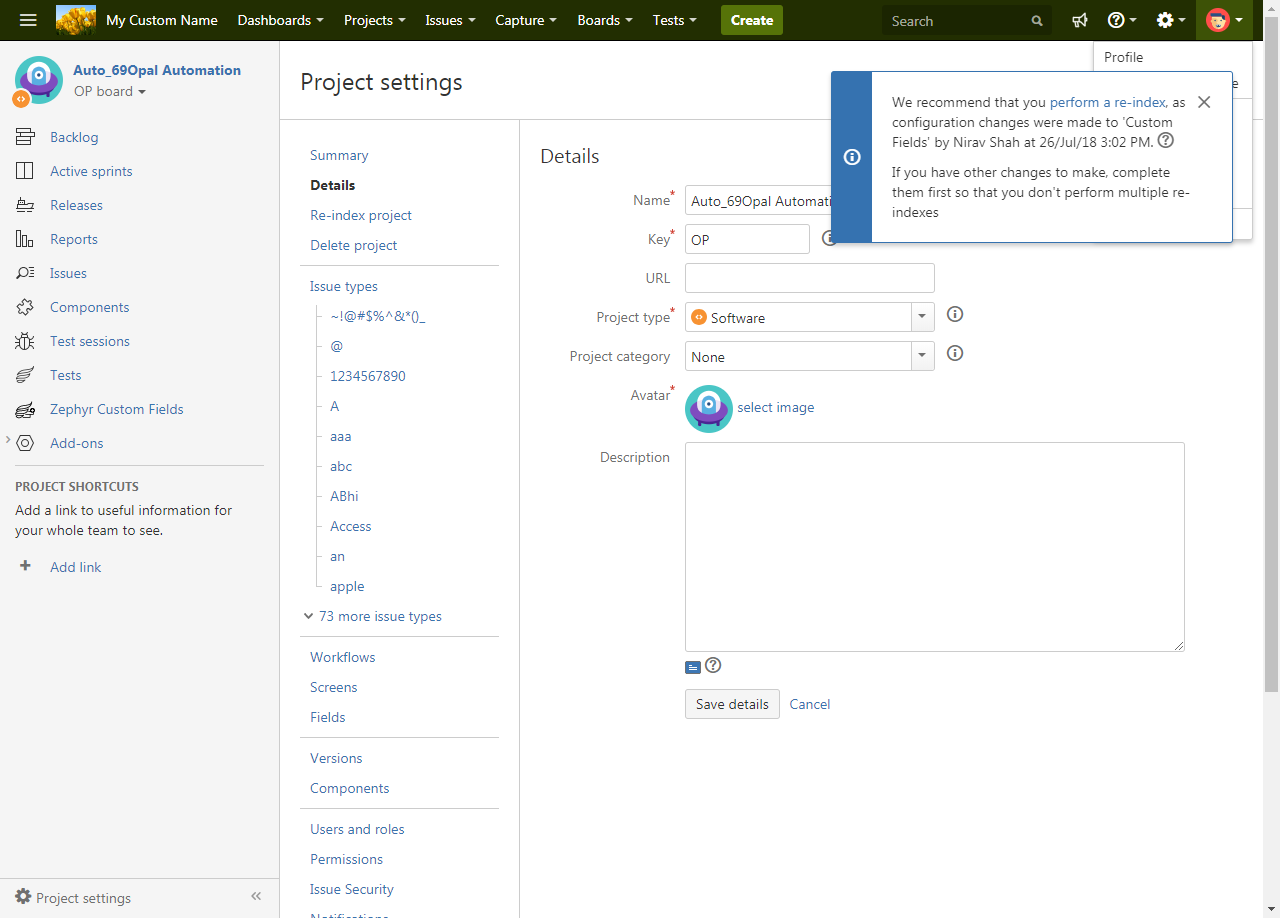 My Custom Name Dashboards Projects Issues Capture Boards Tests Create Search
Profile
Auto_69Opal Automation
OP board
Backlog
Active sprints
Releases
Reports
Issues
Components
Test sessions
Tests
Zephyr Custom Fields
Add-ons
PROJECT SHORTCUTS
Add a link to useful information for
your whole team to see.
+ Add link
Project settings «
Project settings
Summary
Details
Re-index project
Delete project
Issue types
~!@#$%^&*()_
@
1234567890
A
aaa
abc
ABhi
Access
an
apple
73 more issue types
Workflows
Screens
Fields
Versions
Components
Users and roles
Permissions
Issue Security
Notifications
Details
Name*
Auto_69Opal Automati
Key*
OP
URL
Project type*
Software
Project category
None
Avatar*
select image
Description
Save details Cancel
We recommend that you perform a re-index, as
configuration changes were made to 'Custom
Fields' by Nirav Shah at 26/Jul/18 3:02 PM.
If you have other changes to make, complete
them first so that you don't perform multiple re-
indexes